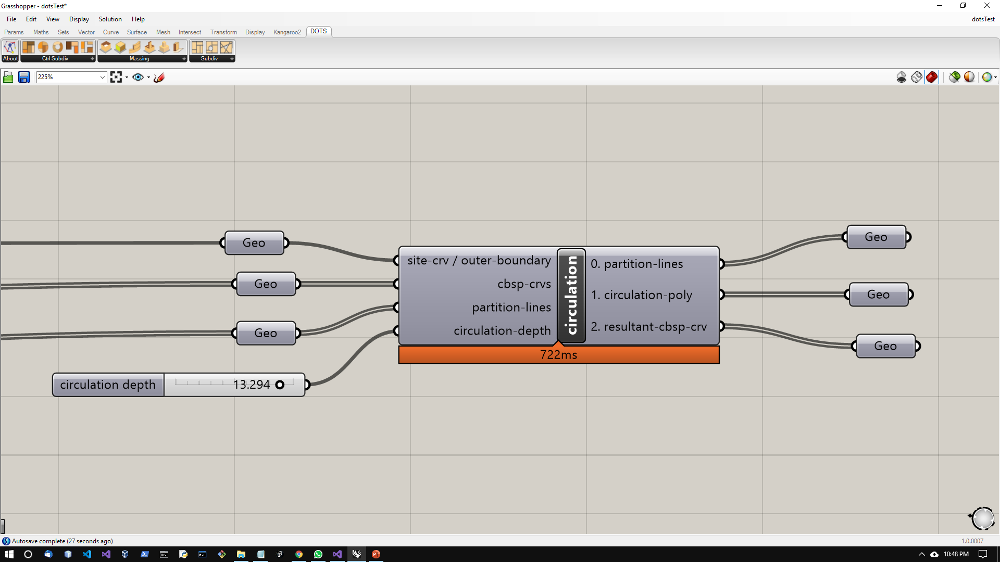 Grasshopper - dotsTest*
File Edit View Display Solution Help dotsTest
Params Maths Sets Vector Curve Surface Mesh Intersect Transform Display Kangaroo2 DOTS
About Ctrl Subdiv + Massing + Subdiv +
225%
Geo
Geo
Geo
circulation depth 13.294
site-crv / outer-boundary
cbsp-crvs
partition-lines
circulation-depth
circulation
0. partition-lines
1. circulation-poly
2. resultant-cbsp-crv
722ms
Geo
Geo
Geo
Autosave complete (27 seconds ago) 1.0.0007
10:48 PM